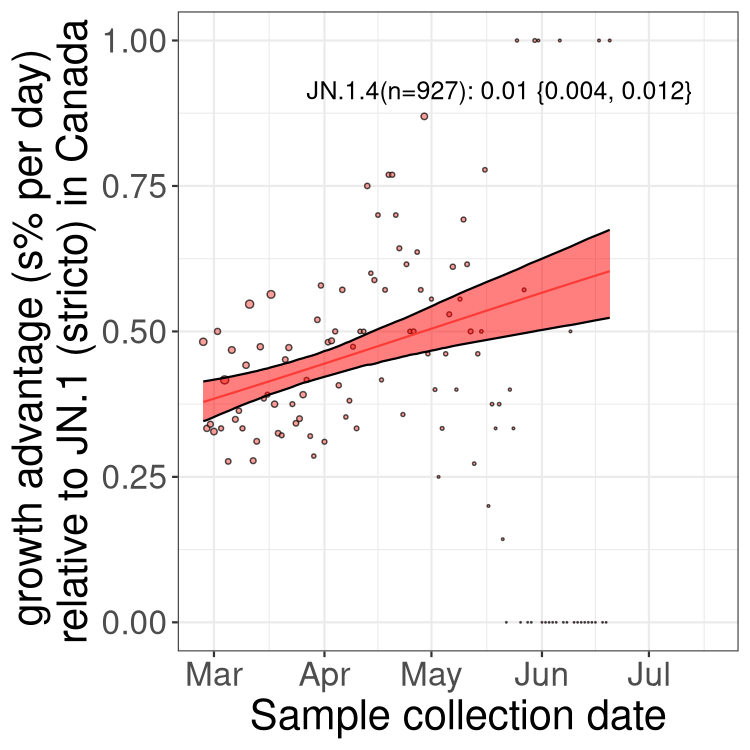 growth advantage (s% per day)
relative to JN.1 (stricto) in Canada
1.00
0.75
0.50
0.25
0.00
JN.1.4(n=927): 0.01 {0.004, 0.012}
Mar Apr May Jun Jul
Sample collection date